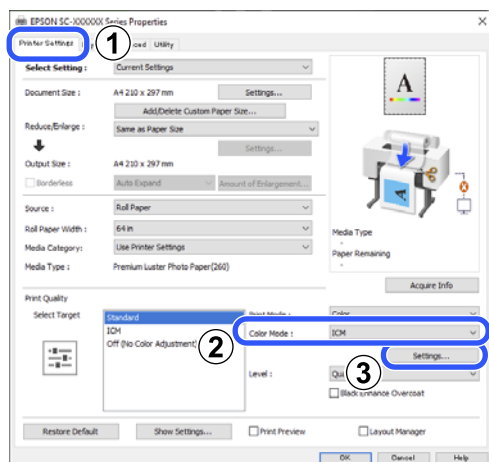 EPSON SC-XXXXXX Series Properties
Printer Settings 1 Utility
Select Setting : Current Settings
Document Size : A4 210 x 297 mm Settings...
Add/Delete Custom Paper Size...
Reduce/Enlarge : Same as Paper Size
Settings...
Output Size : A4 210 x 297 mm
Borderless Auto Expand Amount of Enlargement...
Source : Roll Paper
Roll Paper Width : 64 in
Media Category: Use Printer Settings
Media Type : Premium Luster Photo Paper(260)
A
Media Type
-
Paper Remaining
-
Acquire Info
Print Quality
Select Target
Standard
ICM
Off (No Color Adjustment)
2
Print Mode : Color
Color Mode : ICM
Settings...
3
Level :
Black Enhance Overcoat
Restore Default Show Settings... Print Preview Layout Manager
OK Cancel Help